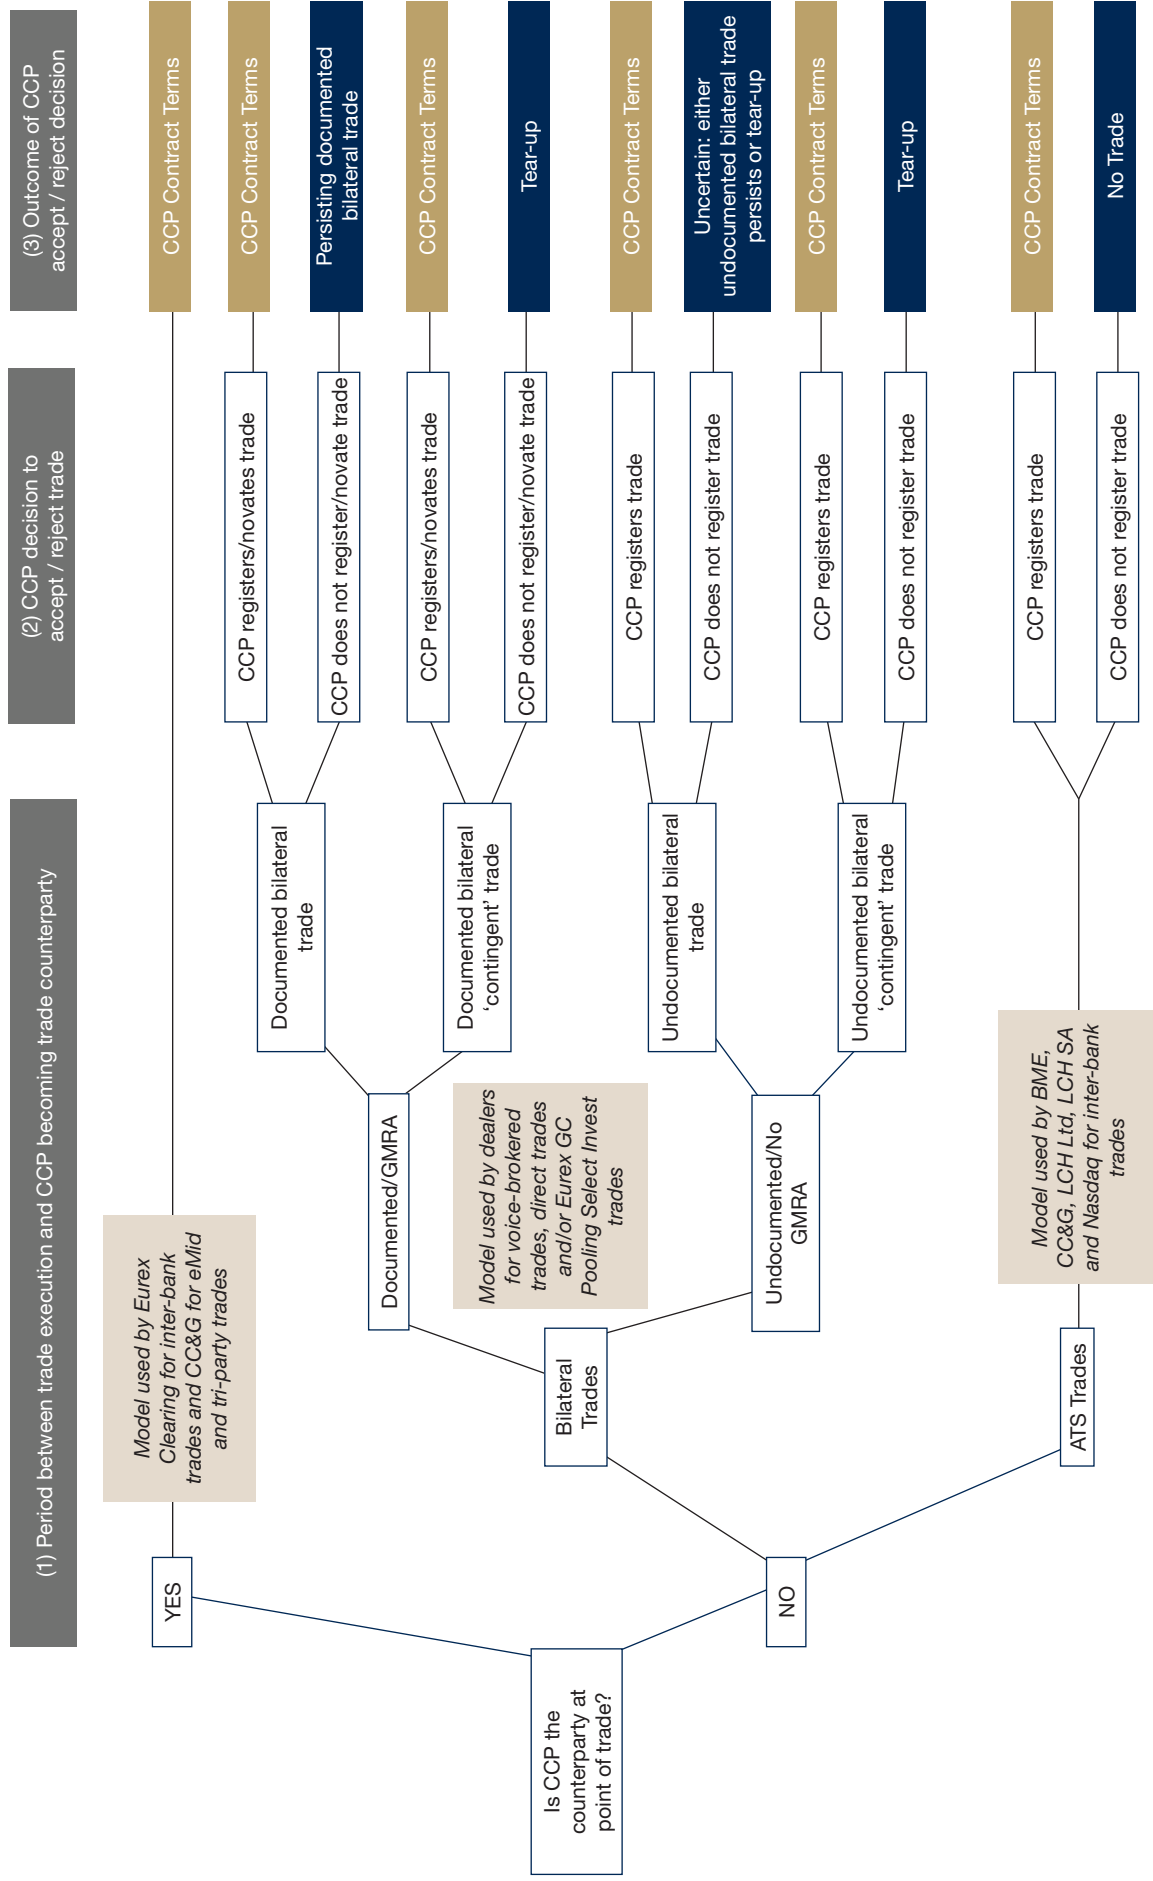 (1) Period between trade execution and CCP becoming trade counterparty
(2) CCP decision to
accept / reject trade
(3) Outcome of CCP
accept / reject decision
Is CCP the
counterparty at
point of trade?
YES
Model used by Eurex
Clearing for inter-bank
trades and CC&G for eMid
and tri-party trades
CCP Contract Terms
NO
Bilateral
Trades
Documented/GMRA
Model used by dealers
for voice-brokered
trades, direct trades
and/or Eurex GC
Pooling Select Invest
trades
Documented bilateral
trade
CCP registers/novates trade
CCP Contract Terms
CCP does not register/novate trade
Persisting documented
bilateral trade
Documented bilateral
‘contingent’ trade
CCP registers/novates trade
CCP Contract Terms
CCP does not register/novate trade
Tear-up
Undocumented/No
GMRA
Undocumented bilateral
trade
CCP registers trade
CCP Contract Terms
CCP does not register trade
Uncertain: either
undocumented bilateral trade
persists or tear-up
Undocumented bilateral
‘contingent’ trade
CCP registers trade
CCP Contract Terms
CCP does not register trade
Tear-up
ATS Trades
Model used by BME,
CC&G, LCH Ltd, LCH SA
and Nasdaq for inter-bank
trades
CCP registers trade
CCP Contract Terms
CCP does not register trade
No Trade